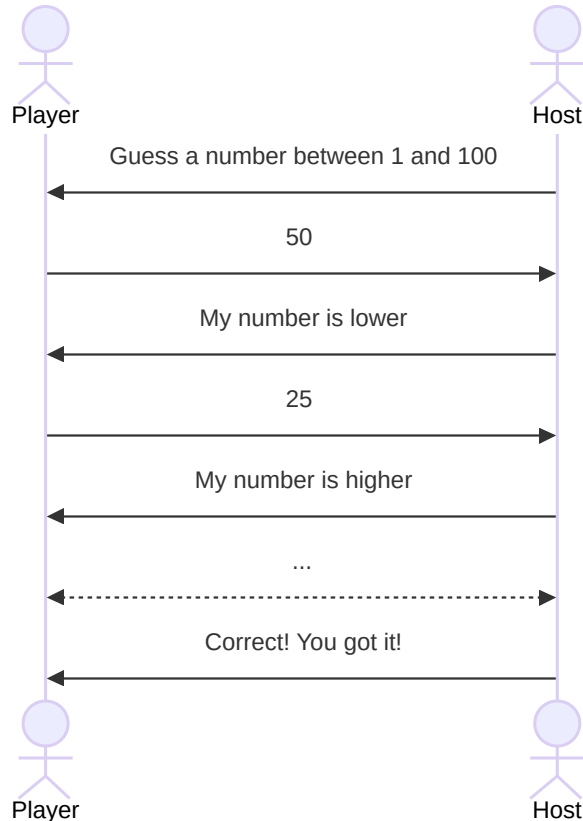 Player
Host
Guess a number between 1 and 100
50
My number is lower
25
My number is higher
...
Correct! You got it!
Player
Host